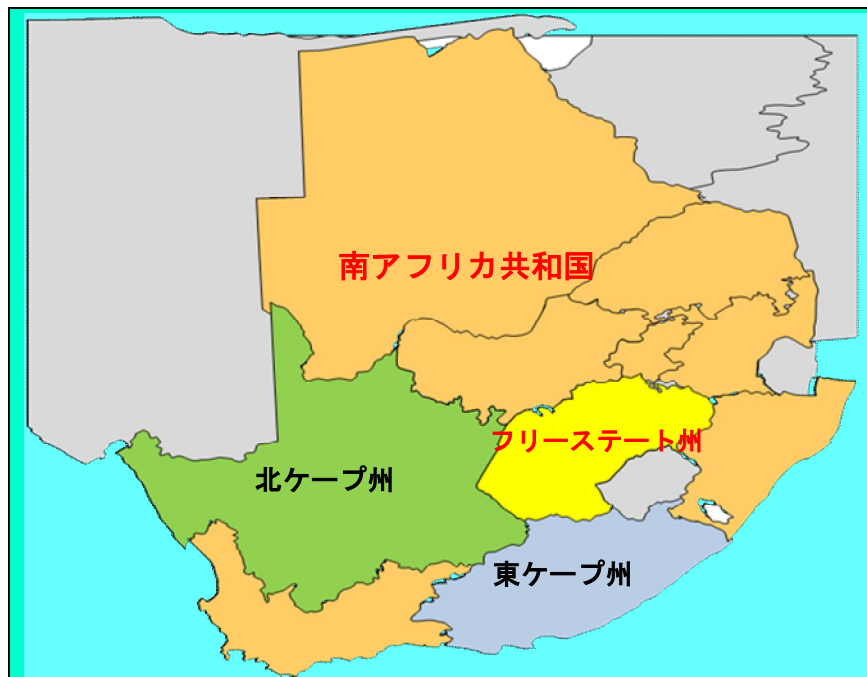 南アフリカ共和国
フリーステート州
北ケープ州
東ケープ州